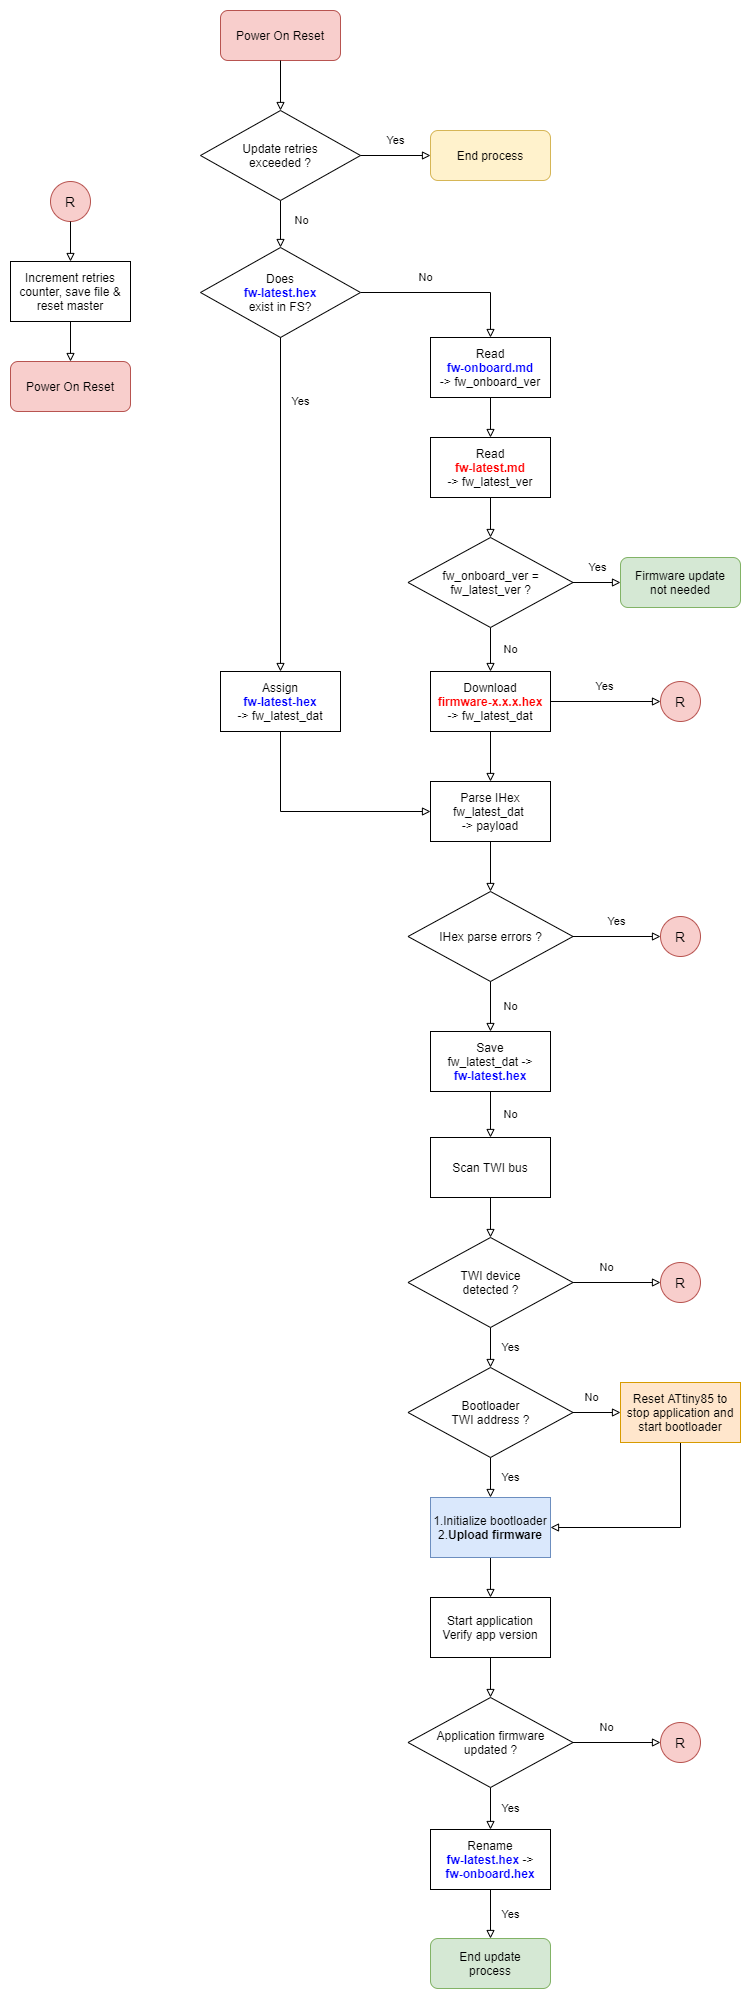 Power On Reset
Update retries
exceeded ?
Yes
End process
No
R
Increment retries
counter, save file &
reset master
Power On Reset
Does
fw-latest.hex
exist in FS?
No
Yes
Read
fw-onboard.md
-> fw_onboard_ver
Read
fw-latest.md
-> fw_latest_ver
fw_onboard_ver =
fw_latest_ver ?
Yes
Firmware update
not needed
No
Assign
fw-latest-hex
-> fw_latest_dat
Download
firmware-x.x.x.hex
-> fw_latest_dat
Yes
R
Parse IHex
fw_latest_dat
-> payload
IHex parse errors ?
Yes
R
No
Save
fw_latest_dat ->
fw-latest.hex
No
Scan TWI bus
TWI device
detected ?
No
R
Yes
Bootloader
TWI address ?
No
Reset ATtiny85 to
stop application and
start bootloader
Yes
1.Initialize bootloader
2.Upload firmware
Start application
Verify app version
Application firmware
updated ?
No
R
Yes
Rename
fw-latest.hex ->
fw-onboard.hex
Yes
End update
process